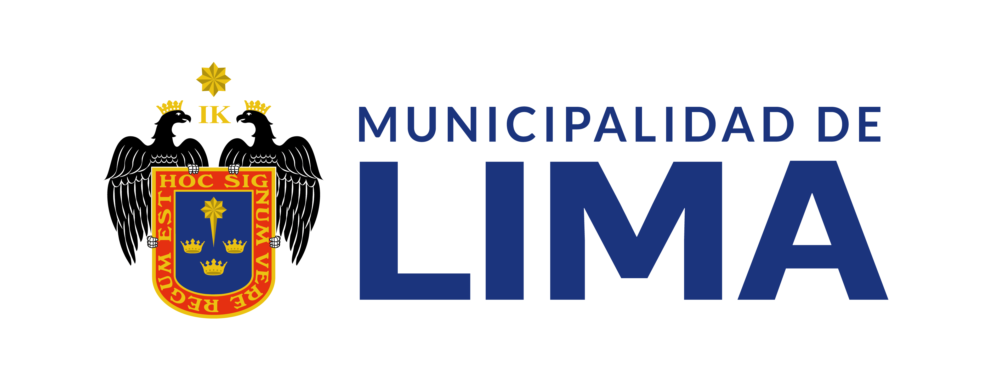 IK
HOC SIGNUM VERE REGUM EST
MUNICIPALIDAD DE
LIMA